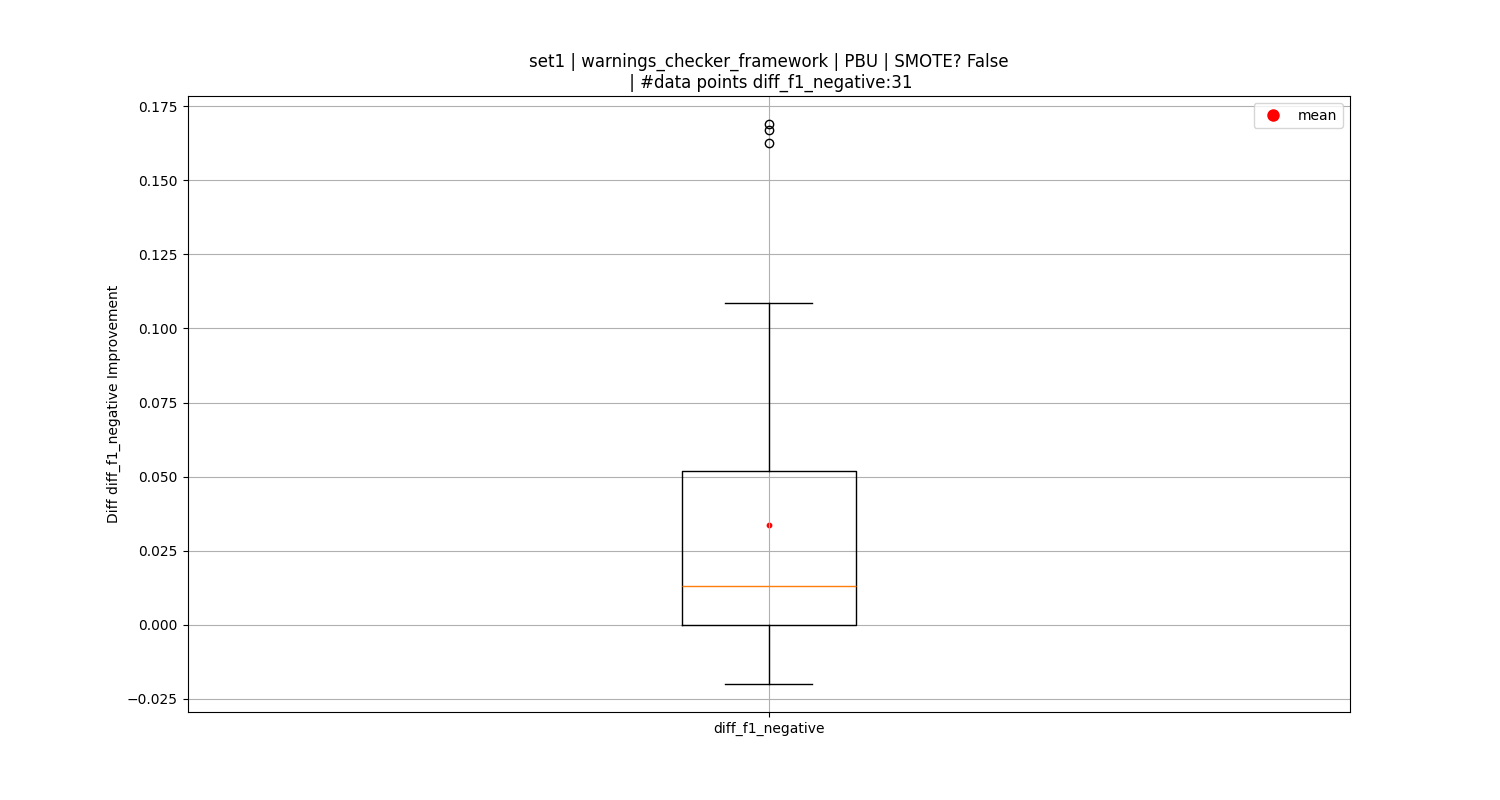 set1 | warnings_checker_framework | PBU | SMOTE? False
| #data points diff_f1_negative:31
mean
0.175
0.150
0.125
0.100
0.075
0.050
0.025
0.000
−0.025
Diff diff_f1_negative Improvement
diff_f1_negative